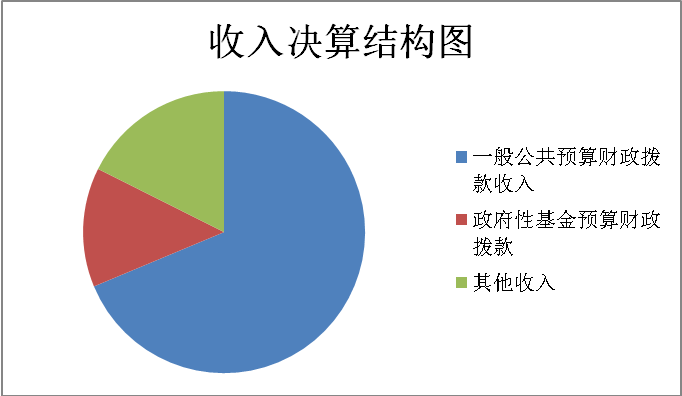 收入决算结构图
一般公共预算财政拨
款收入
政府性基金预算财政
拨款
其他收入